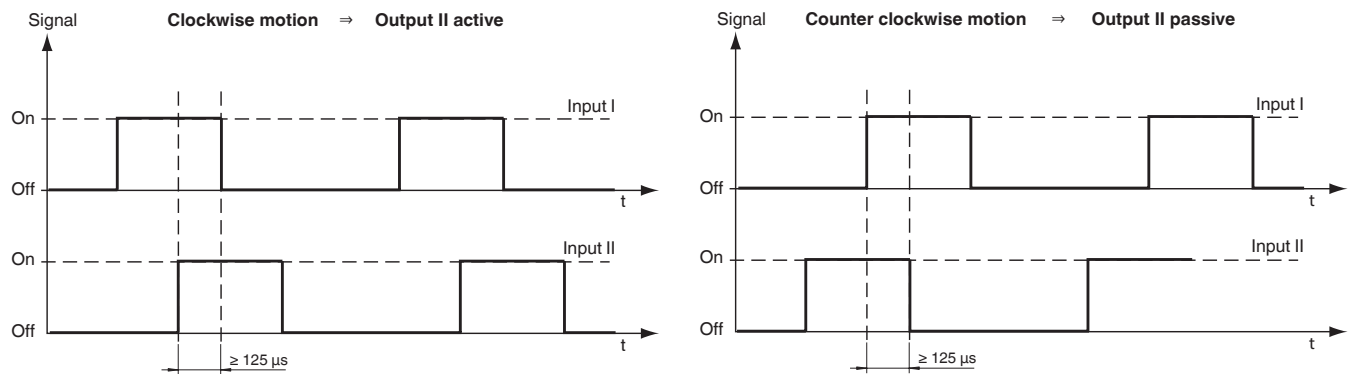 Signal
Clockwise motion ⇒ Output II active
Input I
On
Off
t
Input II
On
Off
t
≥ 125 µs
Signal
Counter clockwise motion ⇒ Output II passive
Input I
On
Off
t
Input II
On
Off
t
≥ 125 µs